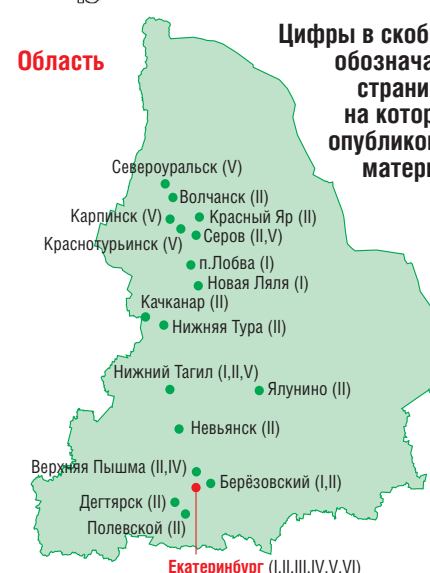 Область
Цифры в скоб
обознача
страни
на котор
опубликов
матери
Североуральск (V)
Волчанск (II)
Карпинск (V)
Красный Яр (II)
Серов (II,V)
Краснотурьинск (V)
п.Лобва (I)
Новая Ляля (I)
Качканар (II)
Нижняя Тура (II)
Нижний Тагил (I,II,V)
Ялунино (II)
Невьянск (II)
Верхняя Пышма (II,IV)
Берёзовский (I,II)
Дегтярск (II)
Полевской (II)
Екатеринбург (I,II,III,IV,V,VI)